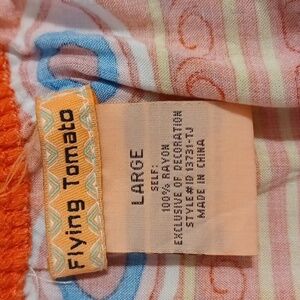 Flying Tomato
LARGE
SELF:
100% RAYON
EXCLUSIVE OF DECORATION
STYLE# ID 13731-TJ
MADE IN CHINA